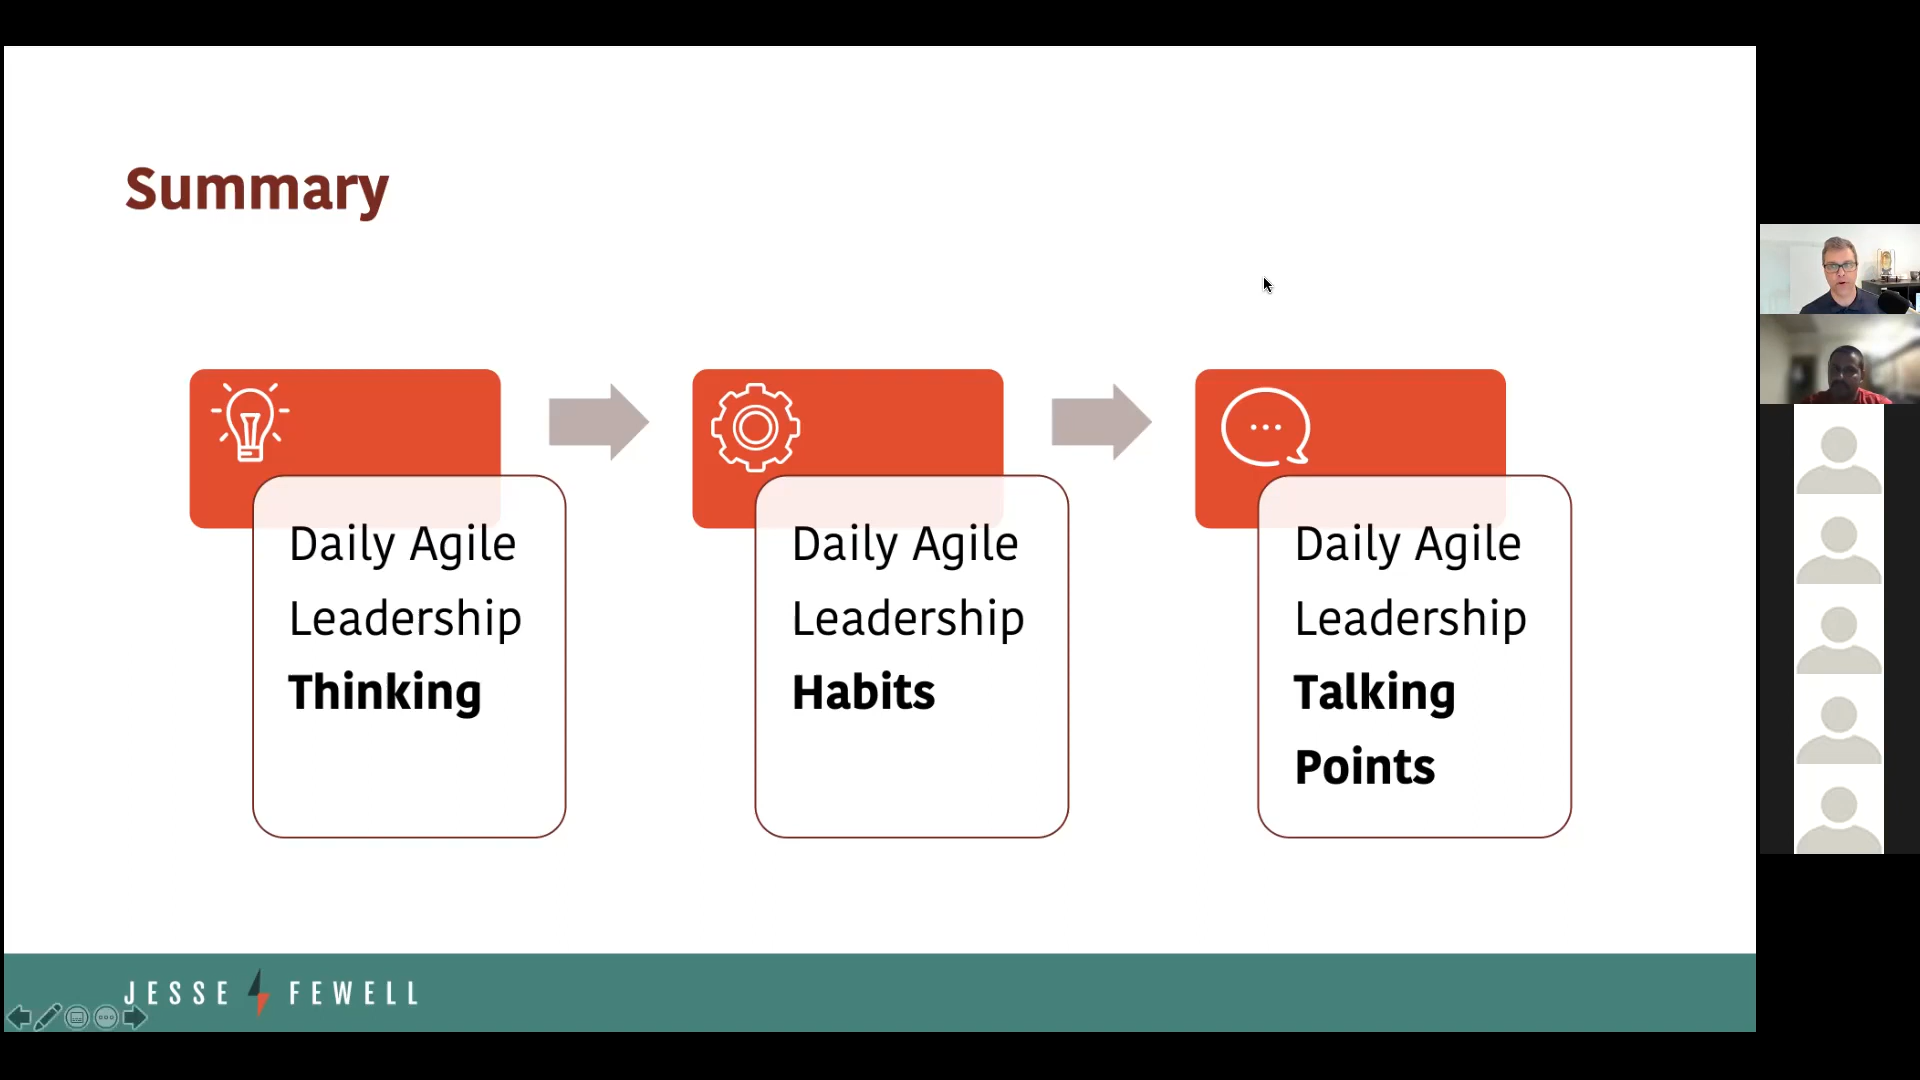 Summary
Daily Agile
Leadership
Thinking
Daily Agile
Leadership
Habits
Daily Agile
Leadership
Talking
Points
JESSE FEWELL